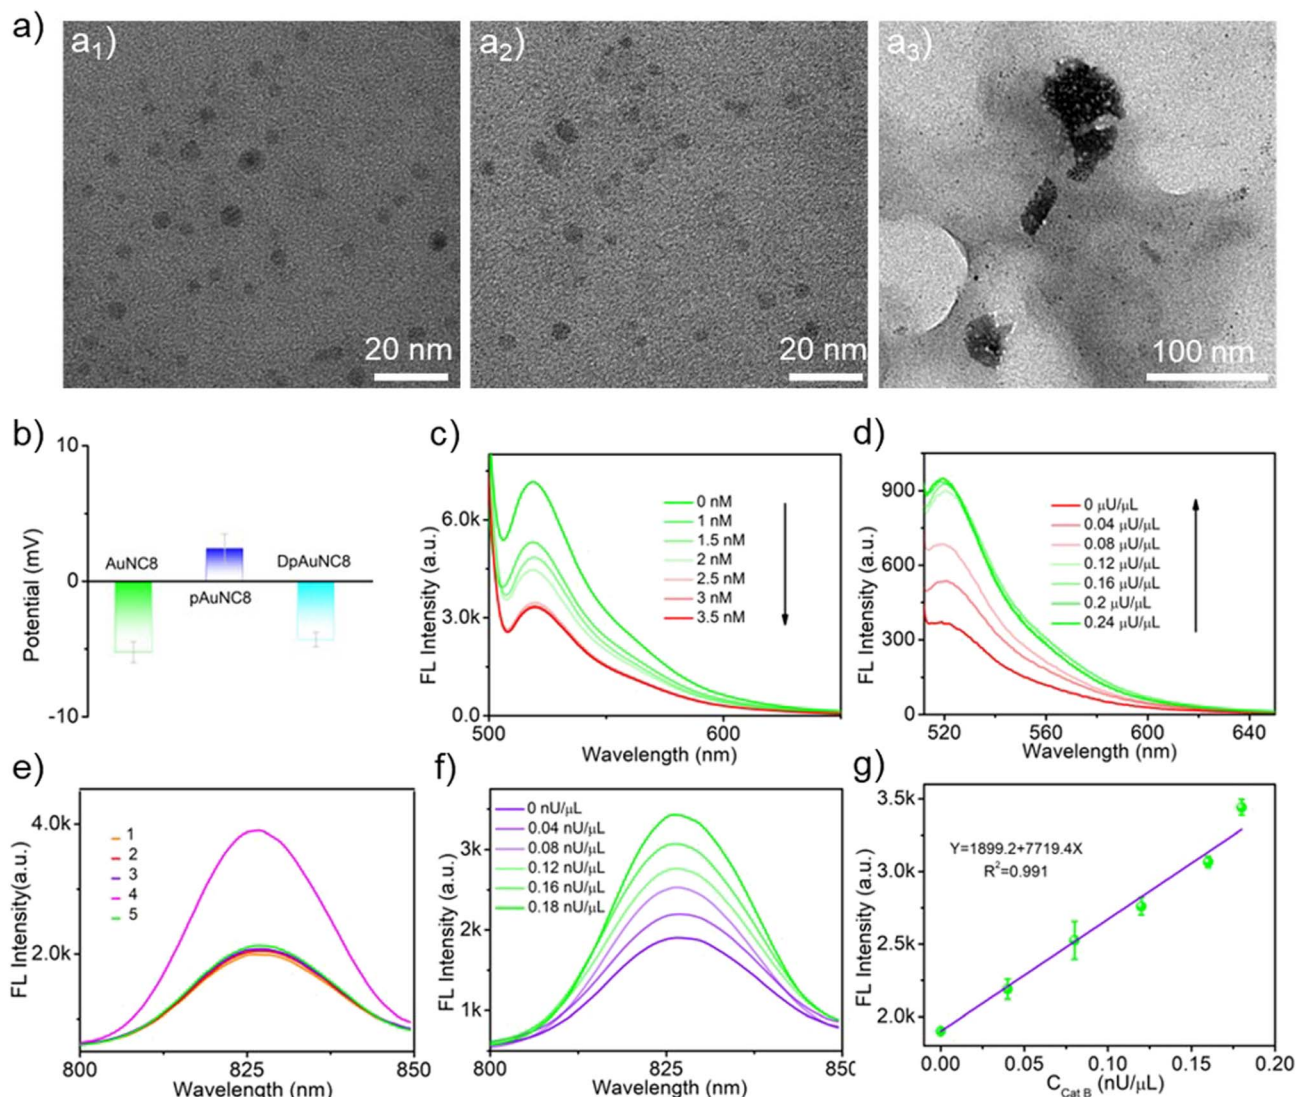 a)
a1)
20 nm
a2)
20 nm
a3)
100 nm
b)
Potential (mV)
10
0
-10
AuNC8
pAuNC8
DpAuNC8
c)
FL Intensity (a.u.)
6.0k
3.0k
0.0
0 nM
1 nM
1.5 nM
2 nM
2.5 nM
3 nM
3.5 nM
500
600
Wavelength (nm)
d)
FL Intensity (a.u.)
900
600
300
0
0 μU/μL
0.04 μU/μL
0.08 μU/μL
0.12 μU/μL
0.16 μU/μL
0.2 μU/μL
0.24 μU/μL
520
560
600
640
Wavelength (nm)
e)
FL Intensity(a.u.)
4.0k
2.0k
1
2
3
4
5
800
825
850
Wavelength (nm)
f)
FL Intensity (a.u.)
3k
2k
1k
0 nU/μL
0.04 nU/μL
0.08 nU/μL
0.12 nU/μL
0.16 nU/μL
0.18 nU/μL
800
825
850
Wavelength (nm)
g)
FL Intensity (a.u.)
3.5k
3.0k
2.5k
2.0k
Y=1899.2+7719.4X
R²=0.991
0.00
0.05
0.10
0.15
0.20
C Cat B (nU/μL)